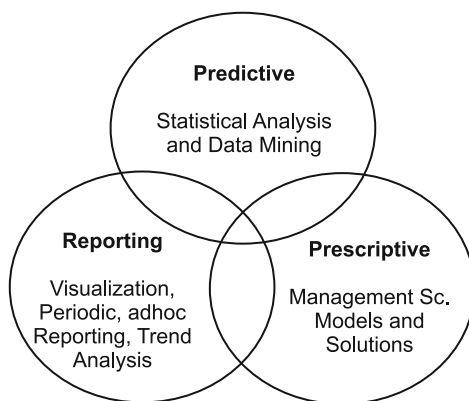 Predictive
Statistical Analysis
and Data Mining
Reporting
Visualization,
Periodic, adhoc
Reporting, Trend
Analysis
Prescriptive
Management Sc.
Models and
Solutions